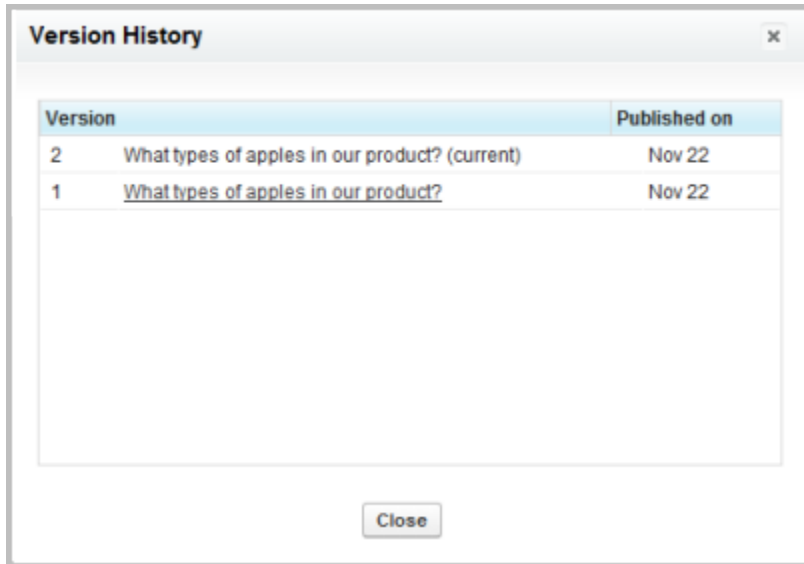 Version History
Version Published on
2 What types of apples in our product? (current) Nov 22
1 What types of apples in our product? Nov 22
Close